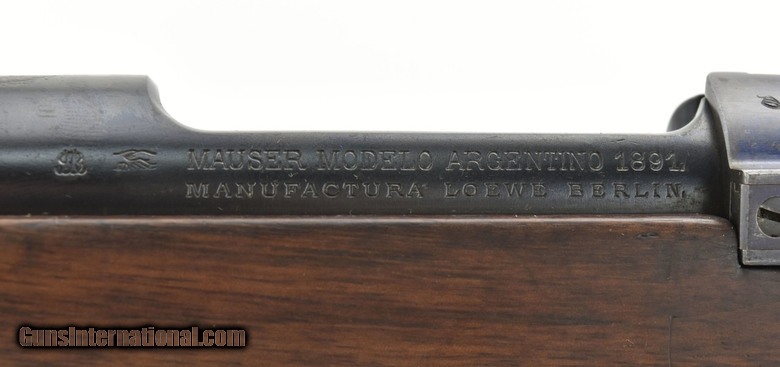 MAUSER MODELO ARGENTINO 1891.
MANUFACTURA LOEWE BERLIN.
GunsInternational.com